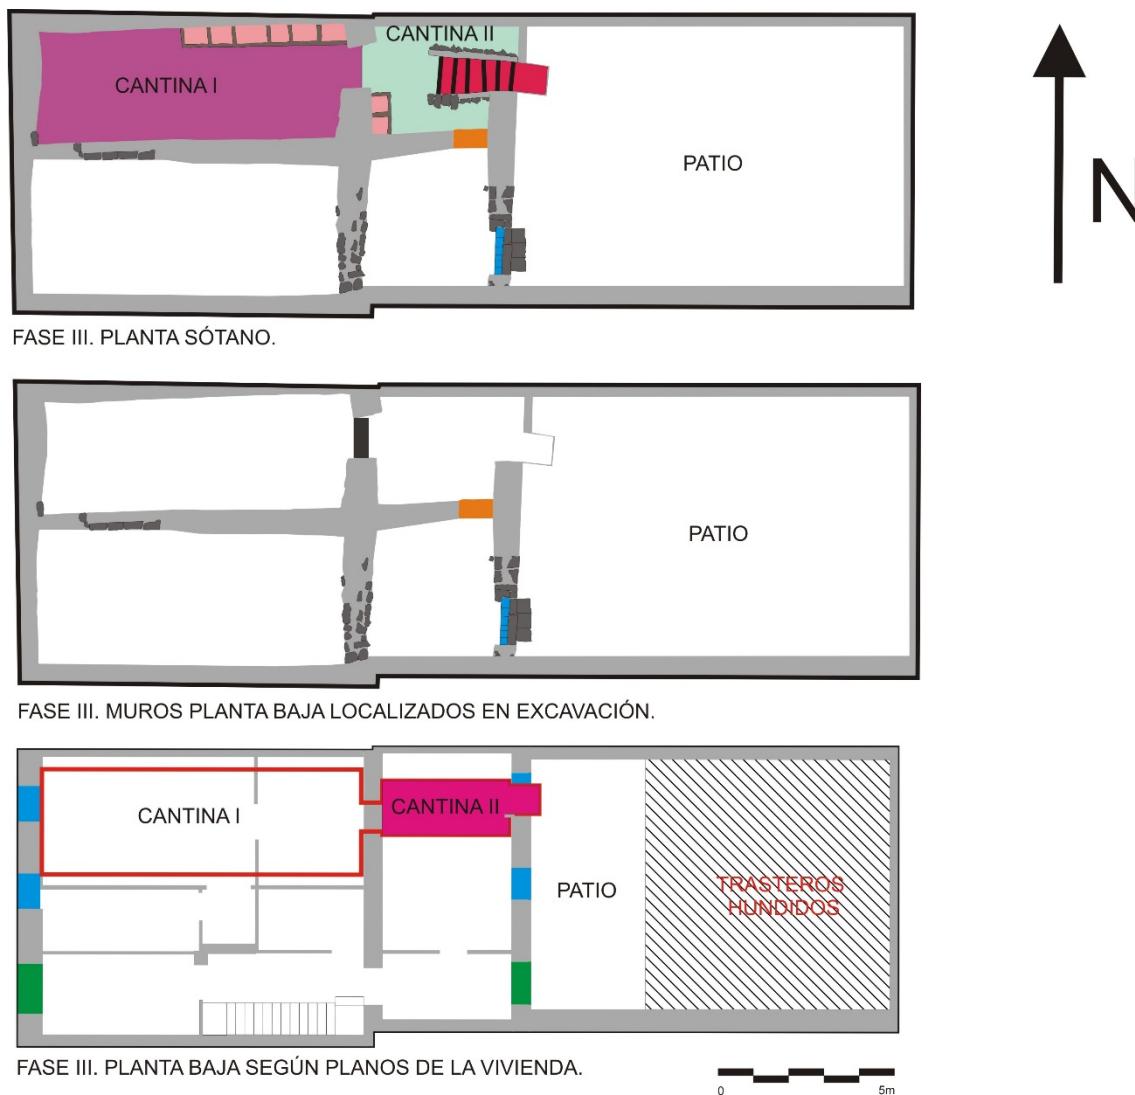 CANTINA II
CANTINA I
PATIO
N
FASE III. PLANTA SÓTANO.
PATIO
FASE III. MUROS PLANTA BAJA LOCALIZADOS EN EXCAVACIÓN.
CANTINA I
CANTINA II
PATIO
TRASTEROS
HUNDIDOS
FASE III. PLANTA BAJA SEGÚN PLANOS DE LA VIVIENDA.
0 5m